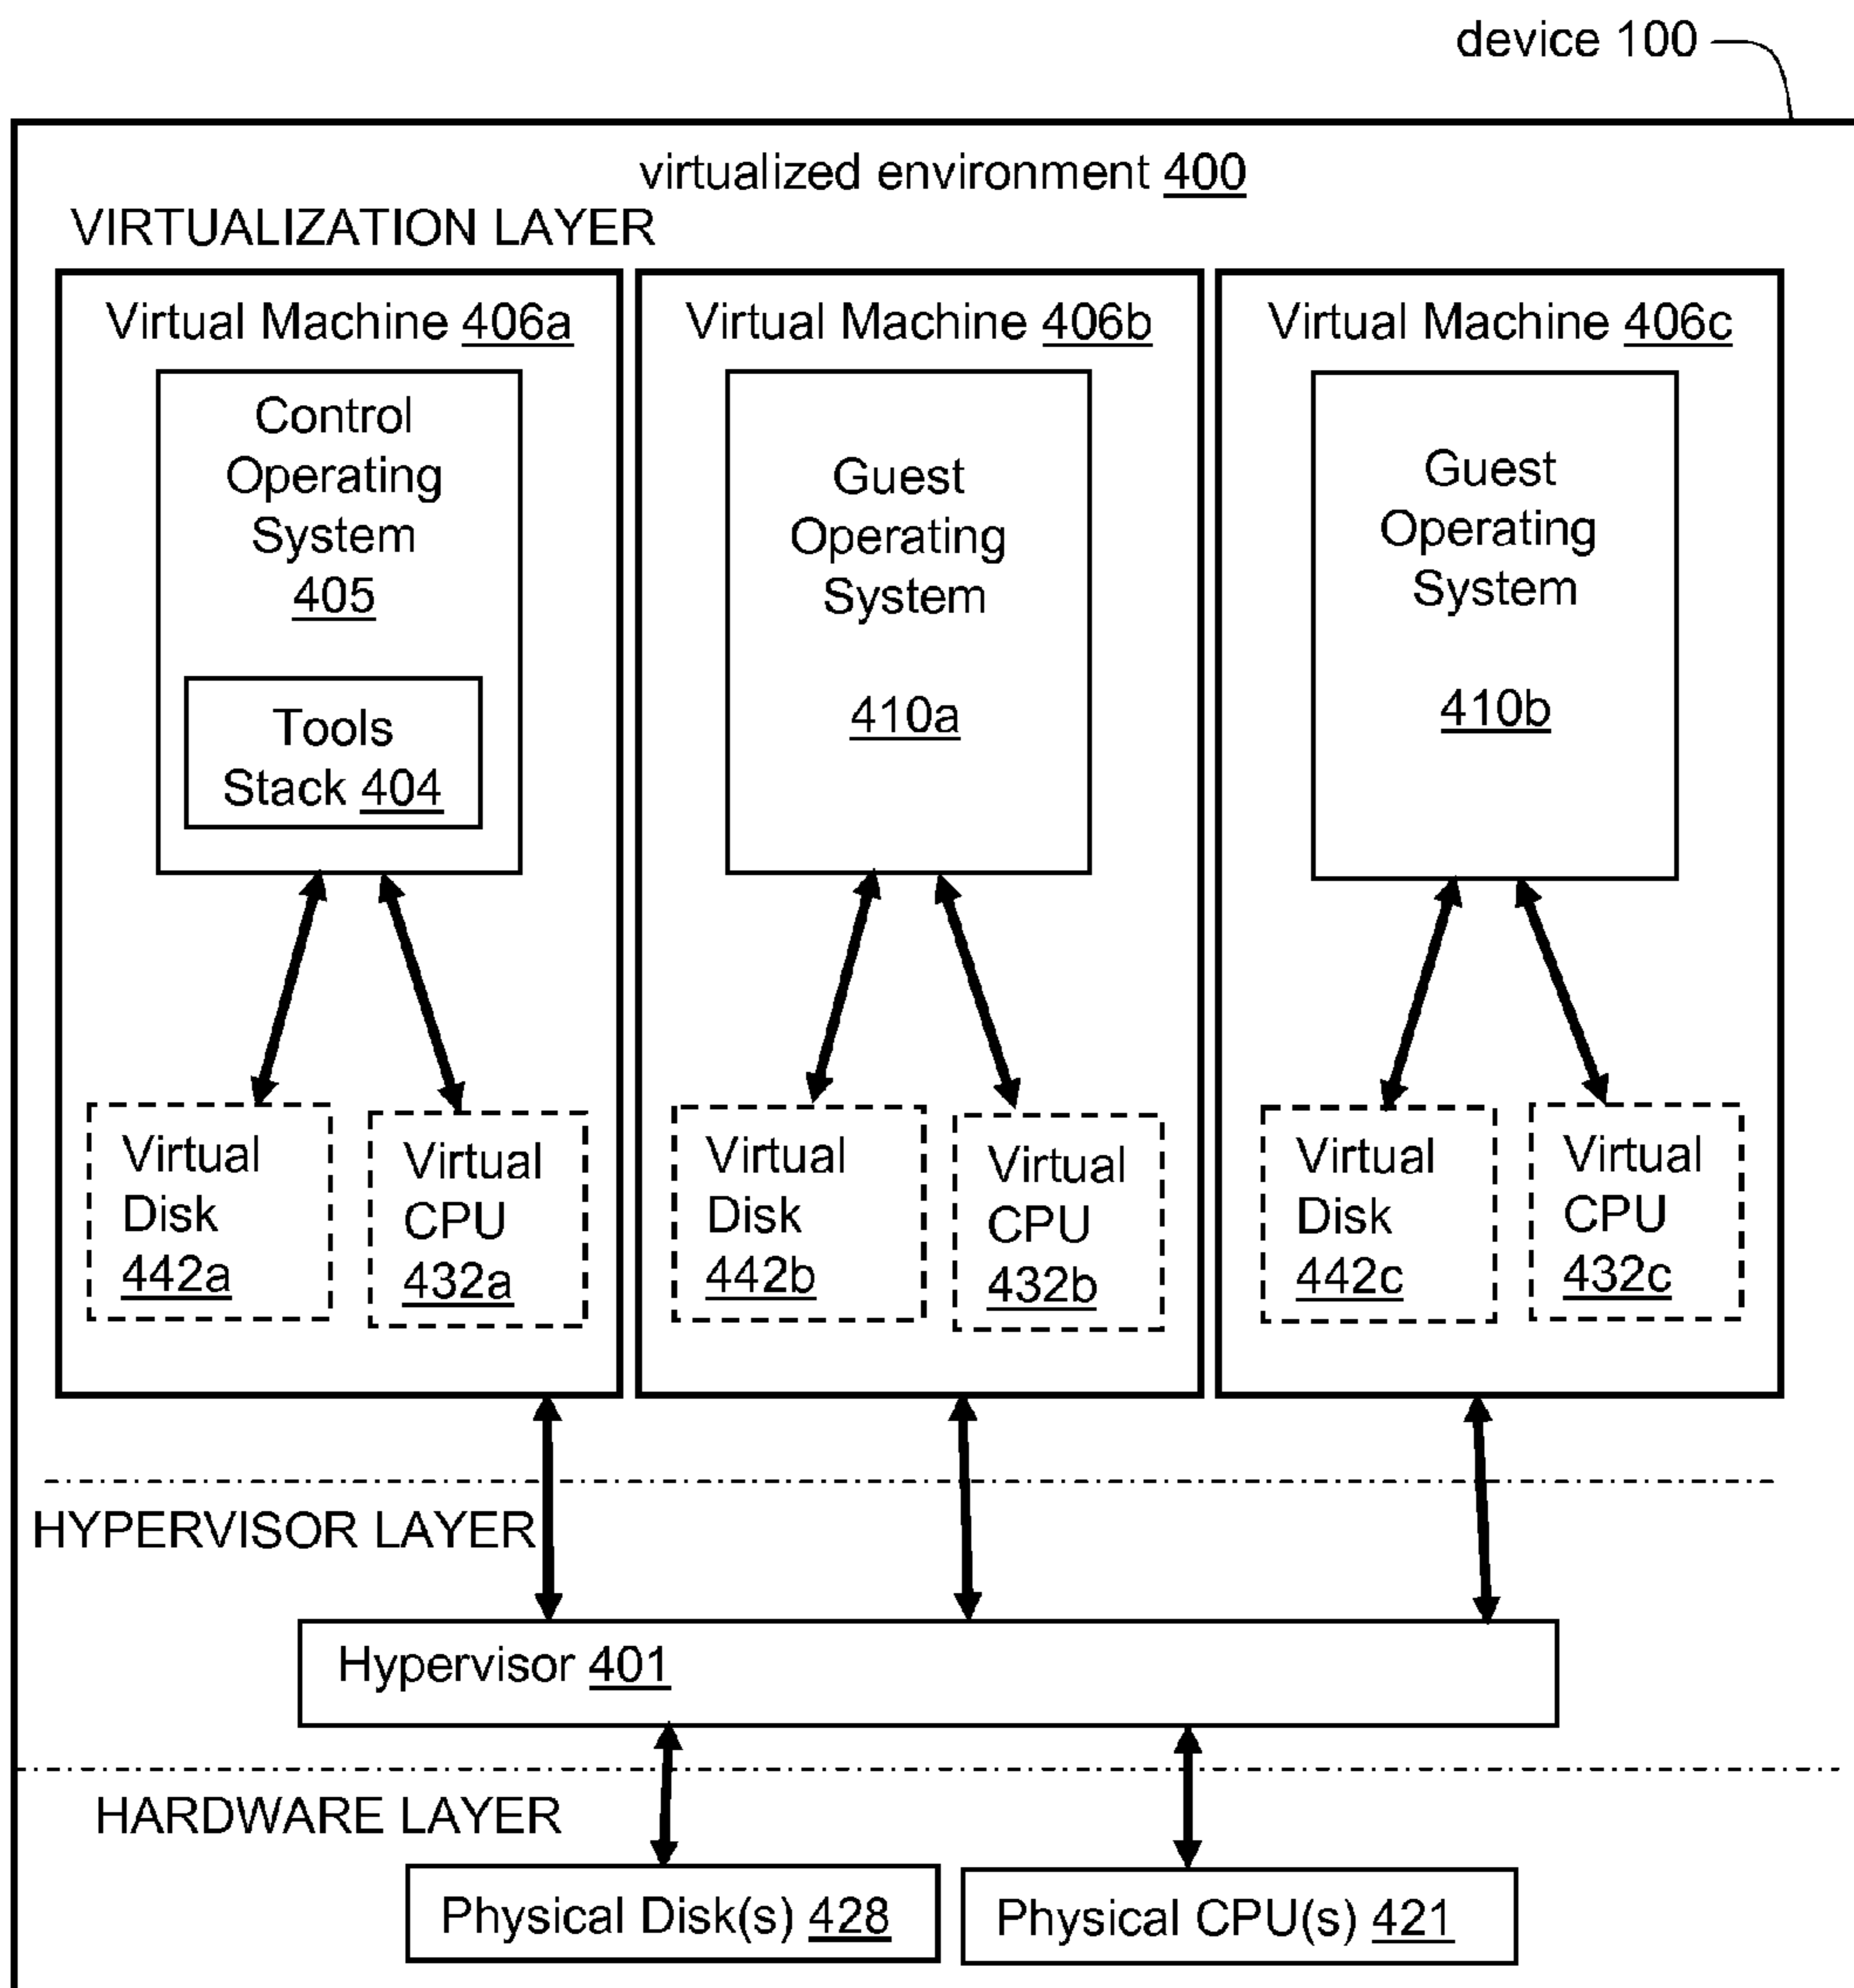 device 100
virtualized environment 400
VIRTUALIZATION LAYER
Virtual Machine 406a
Control
Operating
System
405
Tools
Stack 404
Virtual
Disk
442a
Virtual
CPU
432a
Virtual Machine 406b
Guest
Operating
System
410a
Virtual
Disk
442b
Virtual
CPU
432b
Virtual Machine 406c
Guest
Operating
System
410b
Virtual
Disk
442c
Virtual
CPU
432c
HYPERVISOR LAYER
Hypervisor 401
HARDWARE LAYER
Physical Disk(s) 428
Physical CPU(s) 421